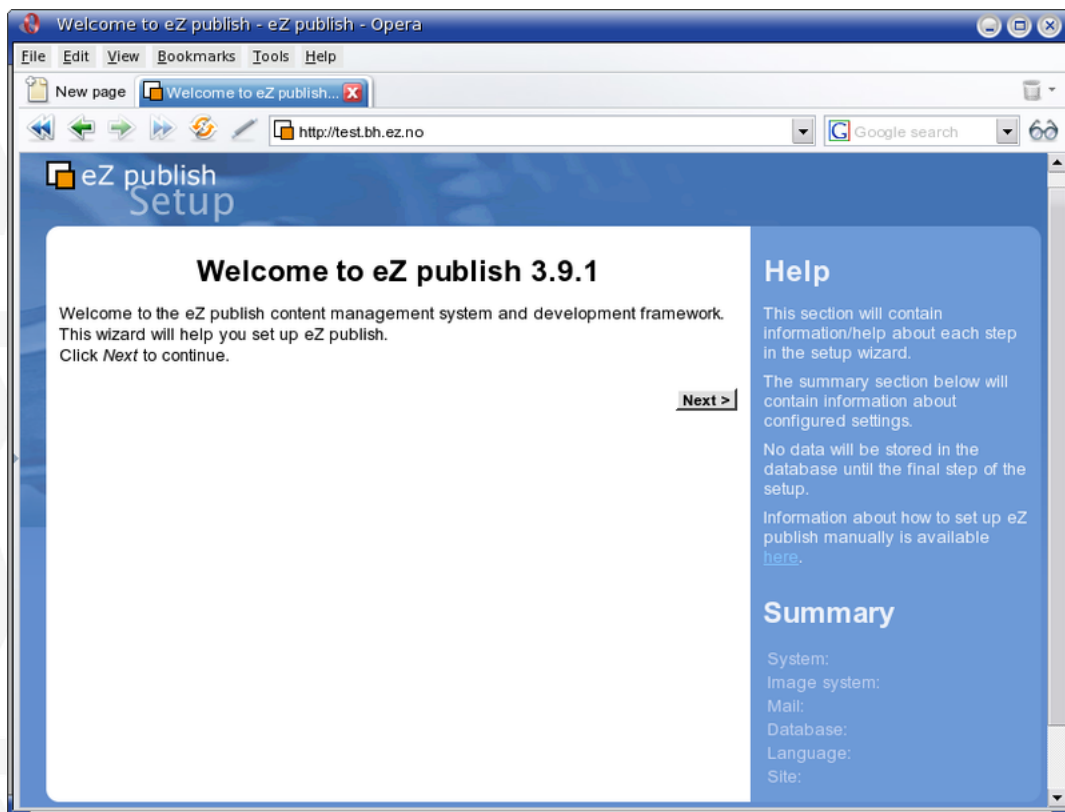 Welcome to eZ publish - eZ publish - Opera
File Edit View Bookmarks Tools Help
New page Welcome to eZ publish...
http://test.bh.ez.no Google search
eZ publish
Setup
Welcome to eZ publish 3.9.1
Welcome to the eZ publish content management system and development framework.
This wizard will help you set up eZ publish.
Click Next to continue.
Next >
Help
This section will contain
information/help about each step
in the setup wizard.
The summary section below will
contain information about
configured settings.
No data will be stored in the
database until the final step of the
setup.
Information about how to set up eZ
publish manually is available
here.
Summary
System:
Image system:
Mail:
Database:
Language:
Site: